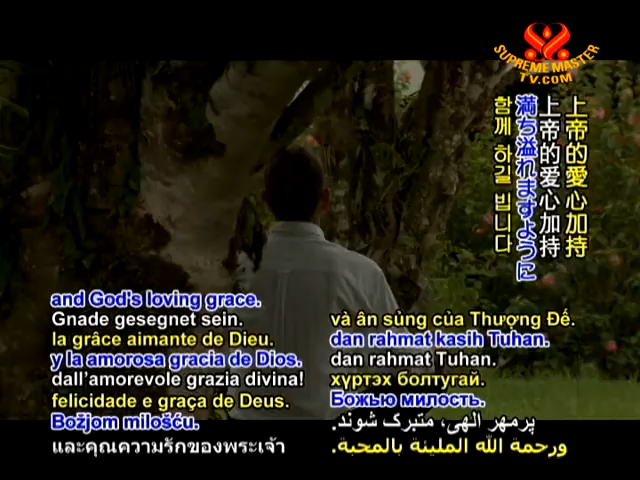 SUPREME MASTER
TV.COM
上帝的愛心加持
上帝的爱心加持
満ち溢れますように
함께 하길 빕니다
and God's loving grace.
Gnade gesegnet sein.
la grâce aimante de Dieu.
y la amorosa gracia de Dios.
dall'amorevole grazia divina!
felicidade e graça de Deus.
Božjom milošću.
และคุณความรักของพระเจ้า
và ân sủng của Thượng Đế.
dan rahmat kasih Tuhan.
dan rahmat Tuhan.
хүртэх болтугай.
Божью милость.
پرمهر الهی، متبرک شوند.
ورحمة الله المليئة بالمحبة.